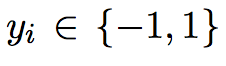 yᵢ ∈ {−1, 1}